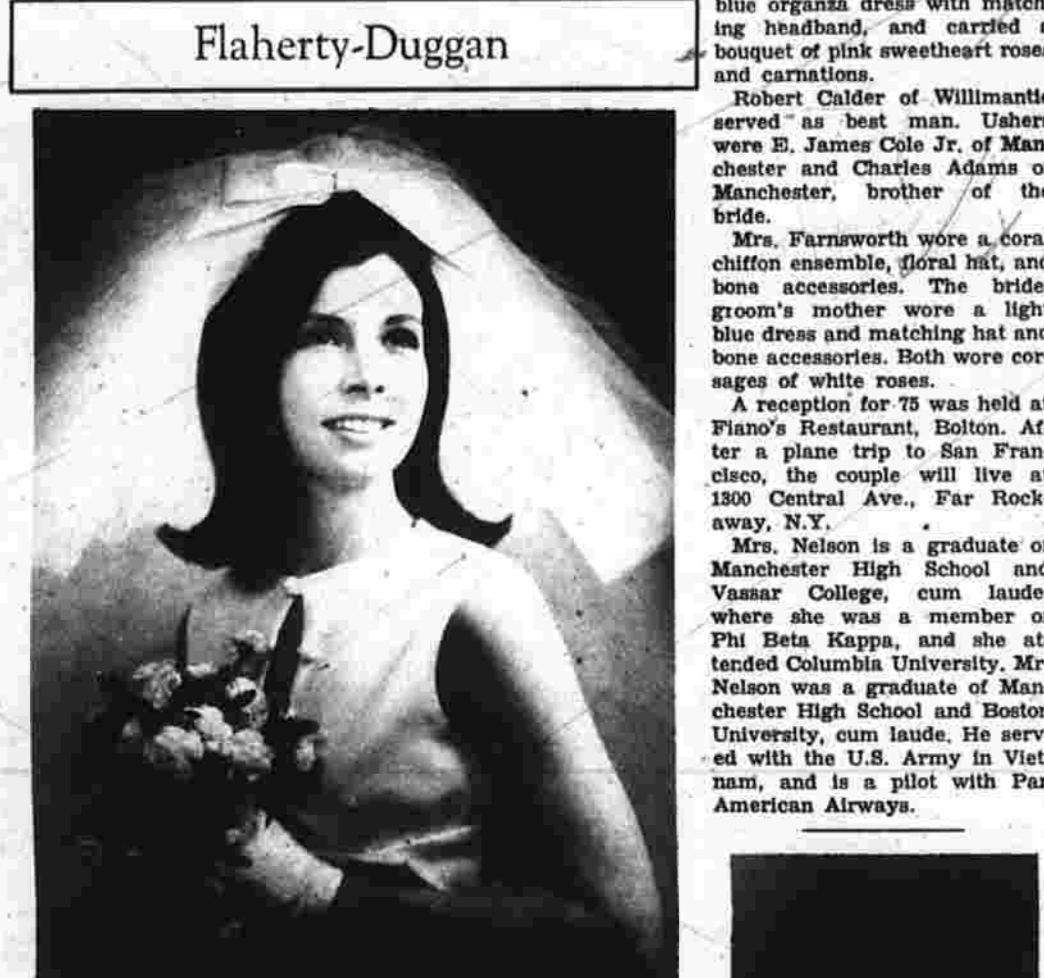 Flaherty-Duggan
blue organza dress with match
ing headband, and carried
bouquet of pink sweetheart rose
and carnations.
Robert Calder of Willimantic
served as best man. Usher
were E. James Cole Jr. of Man
chester and Charles Adams o
Manchester, brother of the
bride.
Mrs. Farnsworth wore a cora
chiffon ensemble, floral hat, and
bone accessories. The bride
groom's mother wore a light
blue dress and matching hat and
bone accessories. Both wore cor
sages of white roses.
A reception for 75 was held at
Fiano's Restaurant, Bolton. Af
ter a plane trip to San Fran
cisco, the couple will live at
1300 Central Ave., Far Rock
away, N.Y.
Mrs. Nelson is a graduate of
Manchester High School and
Vassar College, cum laude
where she was a member of
Phi Beta Kappa, and she at
tended Columbia University. Mr
Nelson was a graduate of Man
chester High School and Boston
University, cum laude. He serv
ed with the U.S. Army in Viet
nam, and is a pilot with Pan
American Airways.